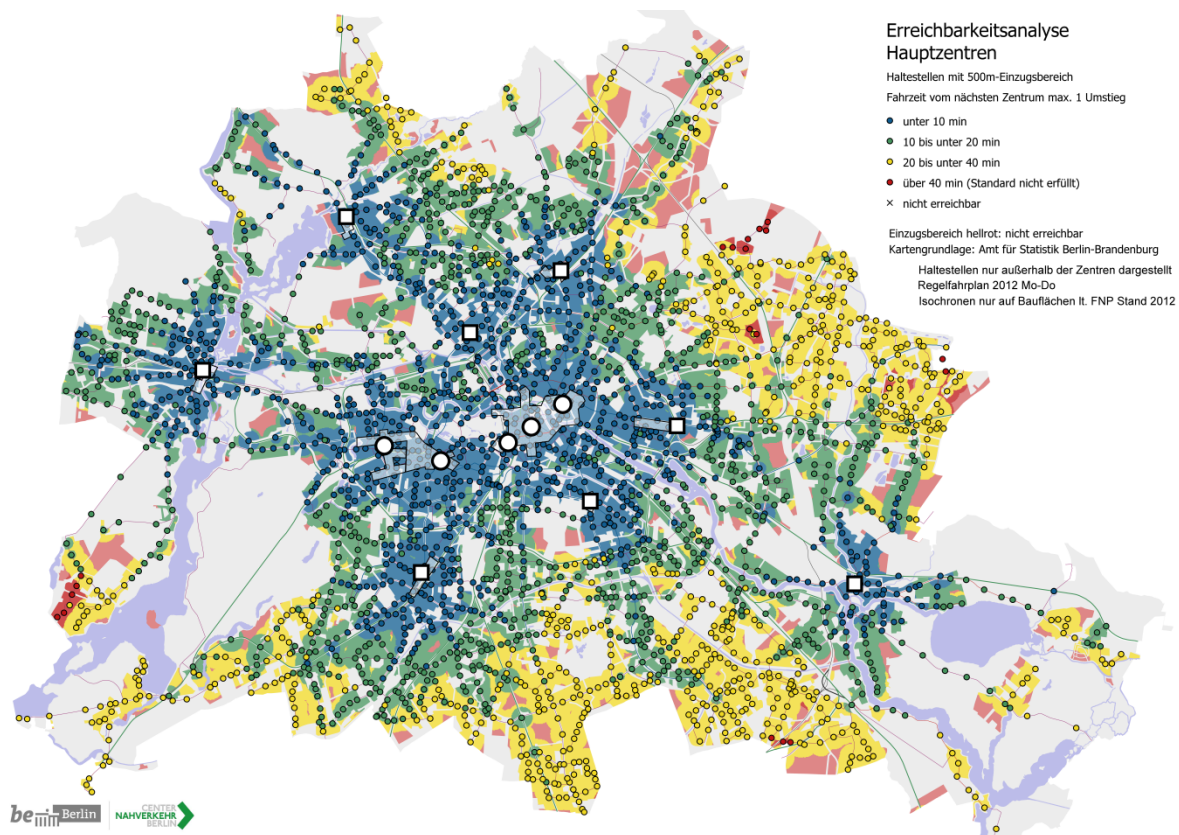 Erreichbarkeitsanalyse
Hauptzentren
Haltestellen mit 500m-Einzugsbereich
Fahrzeit vom nächsten Zentrum max. 1 Umstieg
unter 10 min
10 bis unter 20 min
20 bis unter 40 min
über 40 min (Standard nicht erfüllt)
nicht erreichbar
Einzugsbereich hellrot: nicht erreichbar
Kartengrundlage: Amt für Statistik Berlin-Brandenburg
Haltestellen nur außerhalb der Zentren dargestellt
Regelfahrplan 2012 Mo-Do
Isochronen nur auf Bauflächen lt. FNP Stand 2012
be Berlin
CENTER
NAHVERKEHR
BERLIN